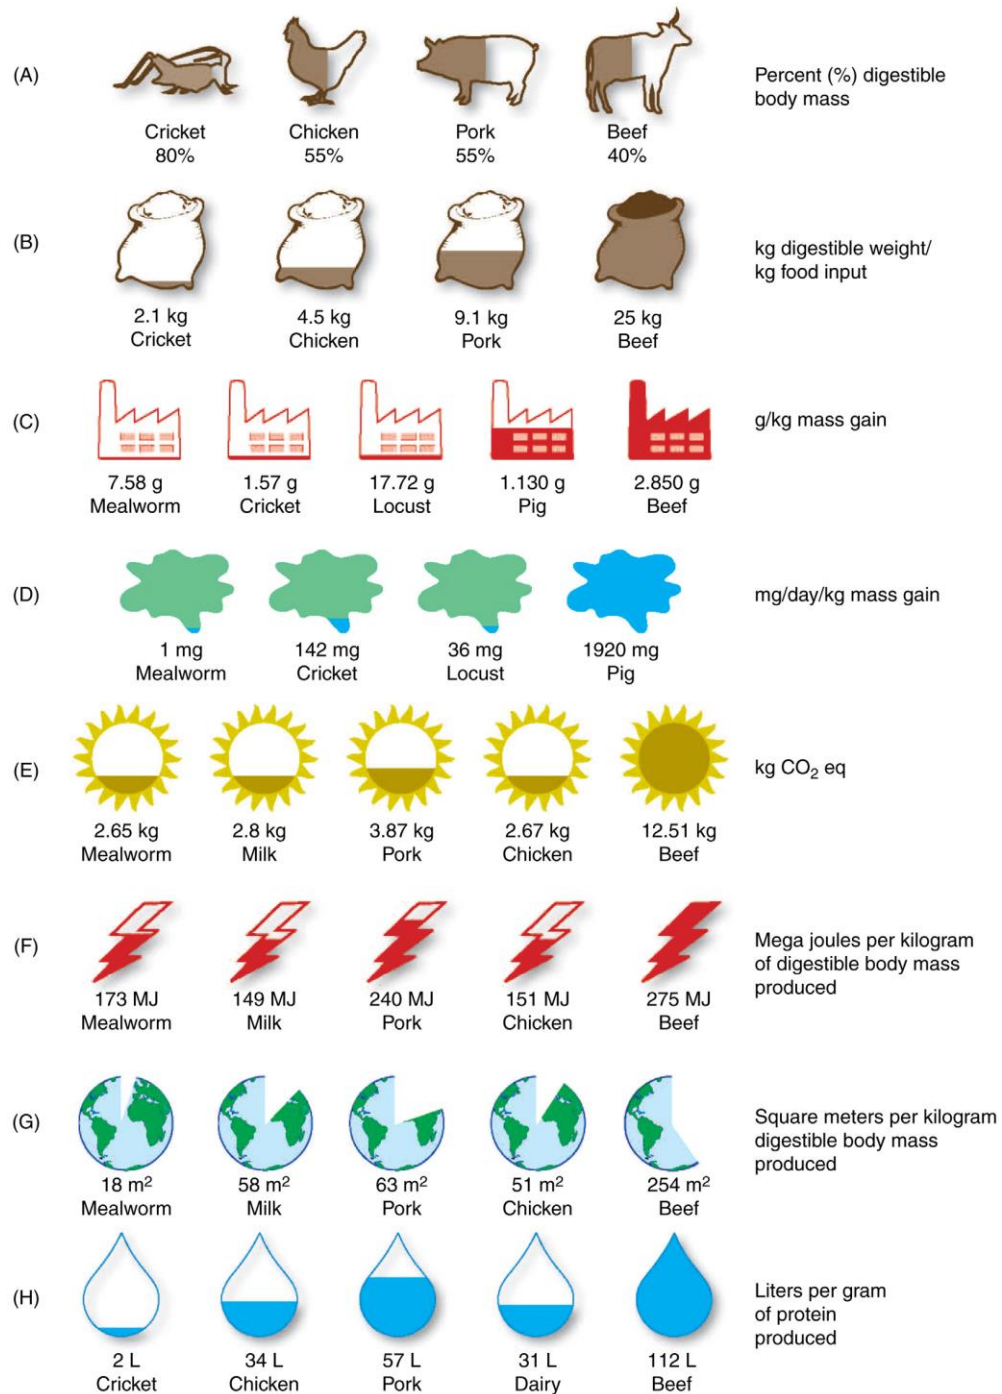 (A)
Cricket
80%
Chicken
55%
Pork
55%
Beef
40%
Percent (%) digestible
body mass
(B)
2.1 kg
Cricket
4.5 kg
Chicken
9.1 kg
Pork
25 kg
Beef
kg digestible weight/
kg food input
(C)
7.58 g
Mealworm
1.57 g
Cricket
17.72 g
Locust
1.130 g
Pig
2.850 g
Beef
g/kg mass gain
(D)
1 mg
Mealworm
142 mg
Cricket
36 mg
Locust
1920 mg
Pig
mg/day/kg mass gain
(E)
2.65 kg
Mealworm
2.8 kg
Milk
3.87 kg
Pork
2.67 kg
Chicken
12.51 kg
Beef
kg CO₂ eq
(F)
173 MJ
Mealworm
149 MJ
Milk
240 MJ
Pork
151 MJ
Chicken
275 MJ
Beef
Mega joules per kilogram
of digestible body mass
produced
(G)
18 m²
Mealworm
58 m²
Milk
63 m²
Pork
51 m²
Chicken
254 m²
Beef
Square meters per kilogram
digestible body mass
produced
(H)
2 L
Cricket
34 L
Chicken
57 L
Pork
31 L
Dairy
112 L
Beef
Liters per gram
of protein
produced